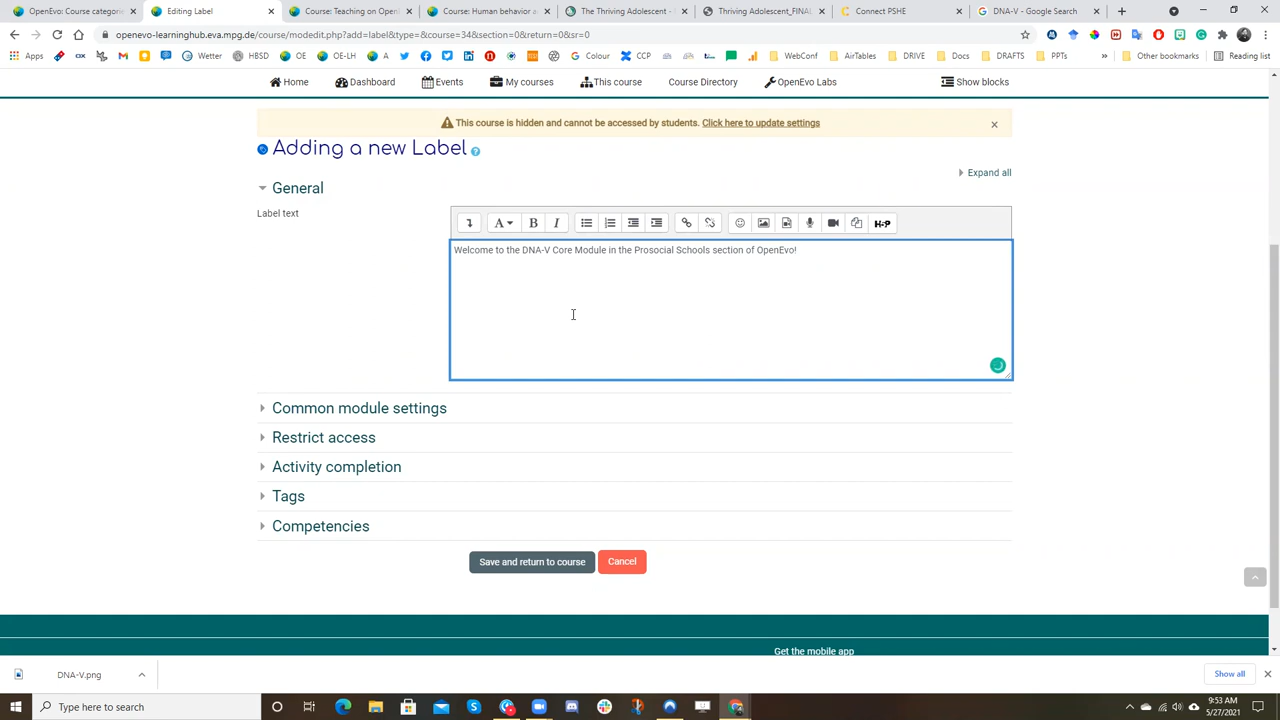 OpenEvo: Course categorie
Editing Label
Course: Teaching on OpenE
Course: Human behavior a
The Thriving Adolescent -
Thriving Adolescent_FINAL
Connect PSHE
DNA-V - Google Search
openevo-learninghub.eva.mpg.de/course/modedit.php?add=label&type=&course=34&section=0&return=0&sr=0
Apps
Wetter
HBSD
OE
OE-LH
A
Colour
CCP
WebConf
AirTables
DRIVE
Docs
DRAFTS
PPTs
Other bookmarks
Reading list
Home
Dashboard
Events
My courses
This course
Course Directory
OpenEvo Labs
Show blocks
This course is hidden and cannot be accessed by students. Click here to update settings
Adding a new Label
Expand all
General
Label text
A B I H-P
Welcome to the DNA-V Core Module in the Prosocial Schools section of OpenEvo!
Common module settings
Restrict access
Activity completion
Tags
Competencies
Save and return to course
Cancel
Get the mobile app
DNA-V.png
Show all
Type here to search
9:53 AM
5/27/2021